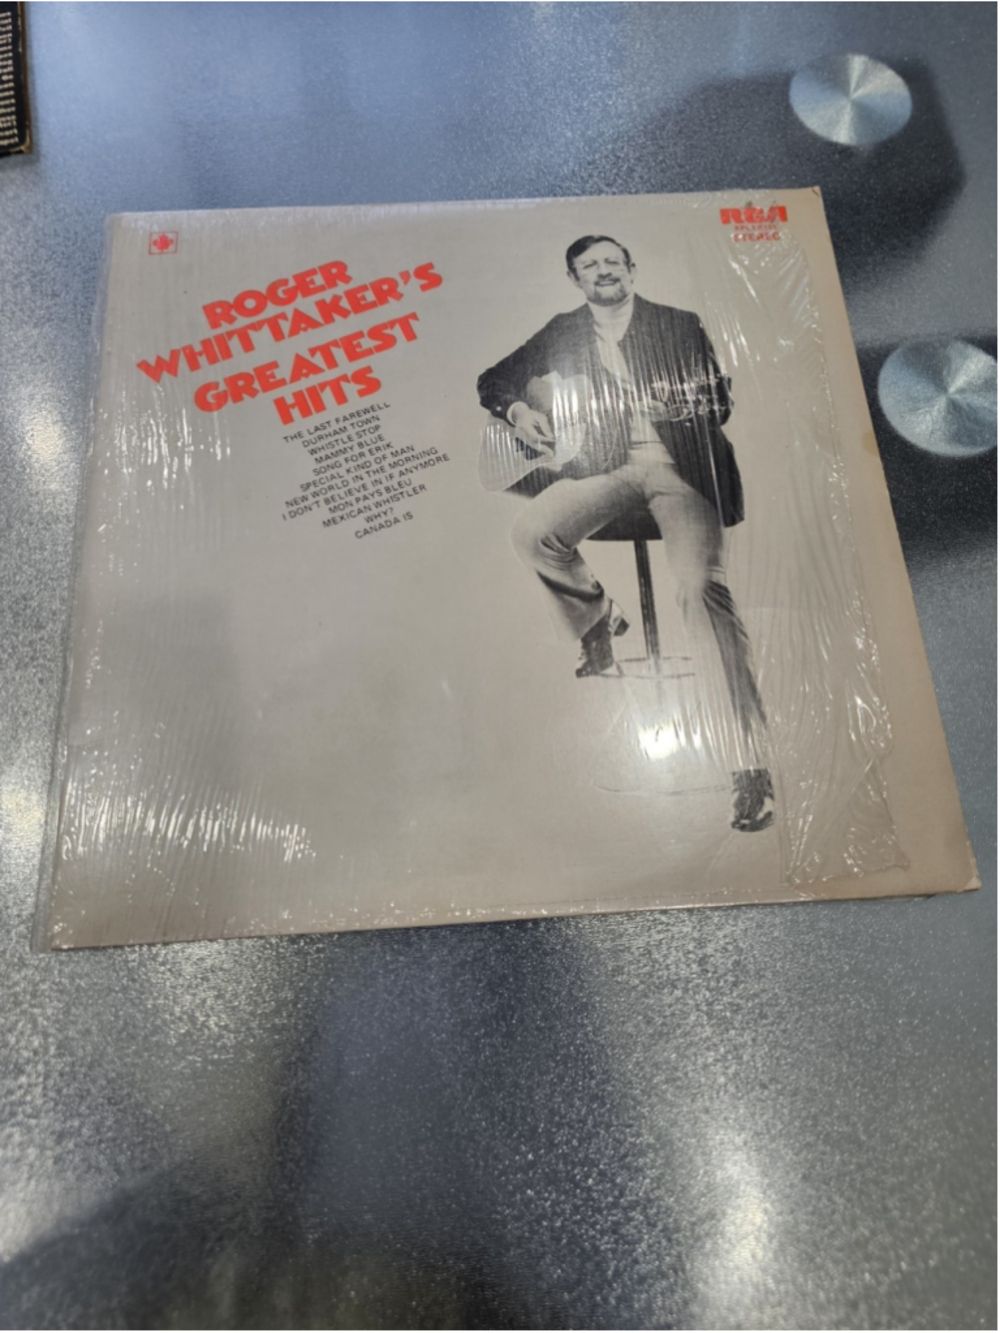 RCA
STEREO
ROGER
WHITTAKER'S
GREATEST
HITS
THE LAST FAREWELL
DURHAM TOWN
WHISTLE STOP
MAMMY BLUE
SONG FOR ERIK
SPECIAL KIND OF MAN
NEW WORLD IN THE MORNING
I DON'T BELIEVE IN IF ANYMORE
MON PAYS BLEU
MEXICAN WHISTLER
WHY?
CANADA IS